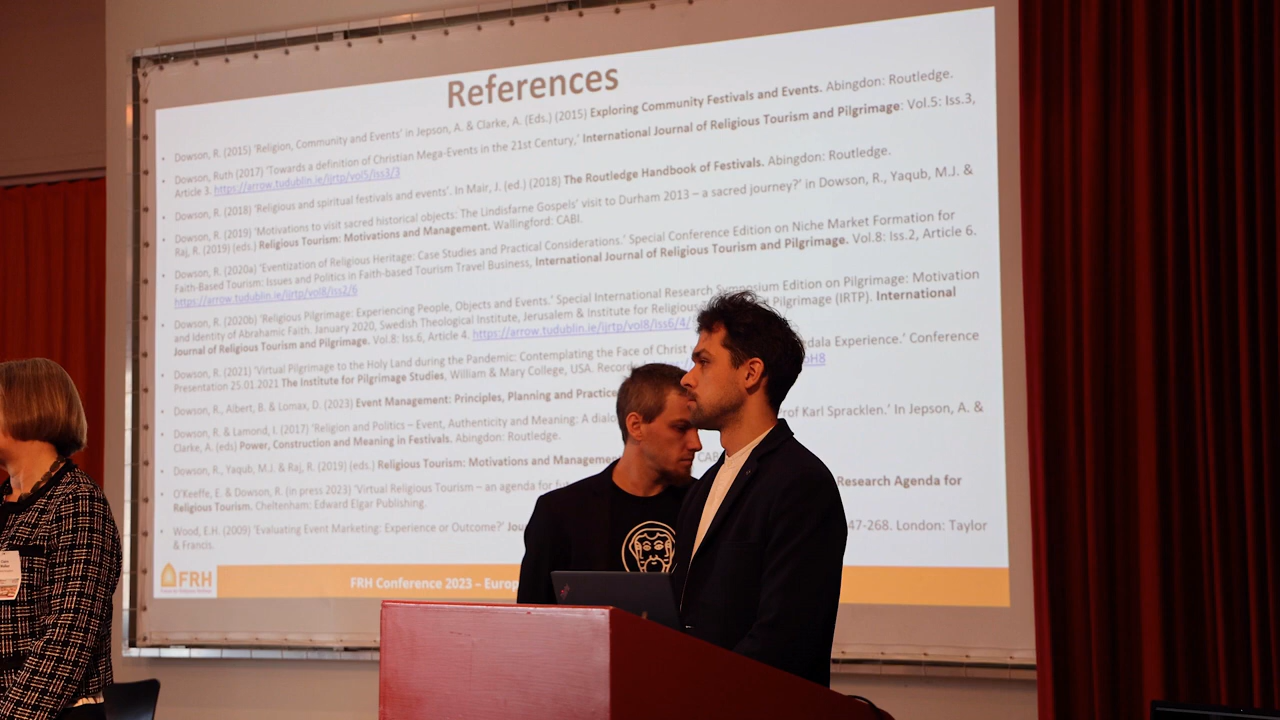 References
• Dowson, R. (2015) 'Religion, Community and Events' in Jepson, A. & Clarke, A. (Eds.) (2015) Exploring Community Festivals and Events. Abingdon: Routledge.
• Dowson, Ruth (2017) 'Towards a definition of Christian Mega-Events in the 21st Century,' International Journal of Religious Tourism and Pilgrimage: Vol.5: Iss.3,
Article 3. https://arrow.tudublin.ie/ijrtp/vol5/iss3/3
• Dowson, R. (2018) 'Religious and spiritual festivals and events'. In Mair, J. (ed.) (2018) The Routledge Handbook of Festivals. Abingdon: Routledge.
• Dowson, R. (2019) 'Motivations to visit sacred historical objects: The Lindisfarne Gospels' visit to Durham 2013 – a sacred journey?' in Dowson, R., Yaqub, M.J. &
Raj, R. (2019) (eds.) Religious Tourism: Motivations and Management. Wallingford: CABI.
• Dowson, R. (2020a) 'Eventization of Religious Heritage: Case Studies and Practical Considerations.' Special Conference Edition on Niche Market Formation for
Faith-Based Tourism: Issues and Politics in Faith-based Tourism Travel Business, International Journal of Religious Tourism and Pilgrimage. Vol.8: Iss.2, Article 6.
https://arrow.tudublin.ie/ijrtp/vol8/iss2/6
• Dowson, R. (2020b) 'Religious Pilgrimage: Experiencing People, Objects and Events.' Special International Research Symposium Edition on Pilgrimage: Motivation
and Identity of Abrahamic Faith. January 2020, Swedish Theological Institute, Jerusalem & Institute for Religious Pilgrimage (IRTP). International
Journal of Religious Tourism and Pilgrimage. Vol.8: Iss.6, Article 4. https://arrow.tudublin.ie/ijrtp/vol8/iss6/4/
• Dowson, R. (2021) 'Virtual Pilgrimage to the Holy Land during the Pandemic: Contemplating the Face of Christ Experience.' Conference
Presentation 25.01.2021 The Institute for Pilgrimage Studies, William & Mary College, USA.
• Dowson, R., Albert, B. & Lomax, D. (2023) Event Management: Principles, Planning and Practice
• Dowson, R. & Lamond, I. (2017) 'Religion and Politics – Event, Authenticity and Meaning: A Prof Karl Spracklen.' In Jepson, A. &
Clarke, A. (eds) Power, Construction and Meaning in Festivals. Abingdon: Routledge.
• Dowson, R., Yaqub, M.J. & Raj, R. (2019) (eds.) Religious Tourism: Motivations and
• O'Keeffe, E. & Dowson, R. (in press 2023) 'Virtual Religious Tourism – an agenda for Research Agenda for
Religious Tourism. Cheltenham: Edward Elgar Publishing.
• Wood, E.H. (2009) 'Evaluating Event Marketing: Experience or Outcome?' 47-268. London: Taylor
& Francis.
FRH
FRH Conference 2023 –